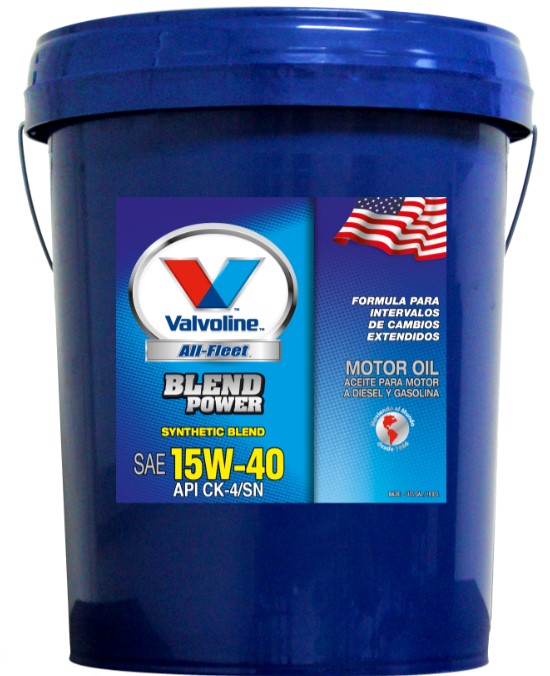 Valvoline™
All-Fleet
BLEND
POWER
SYNTHETIC BLEND
SAE 15W-40
API CK-4/SN
FORMULA PARA
INTERVALOS
DE CAMBIOS
EXTENDIDOS
MOTOR OIL
ACEITE PARA MOTOR
A DIESEL Y GASOLINA